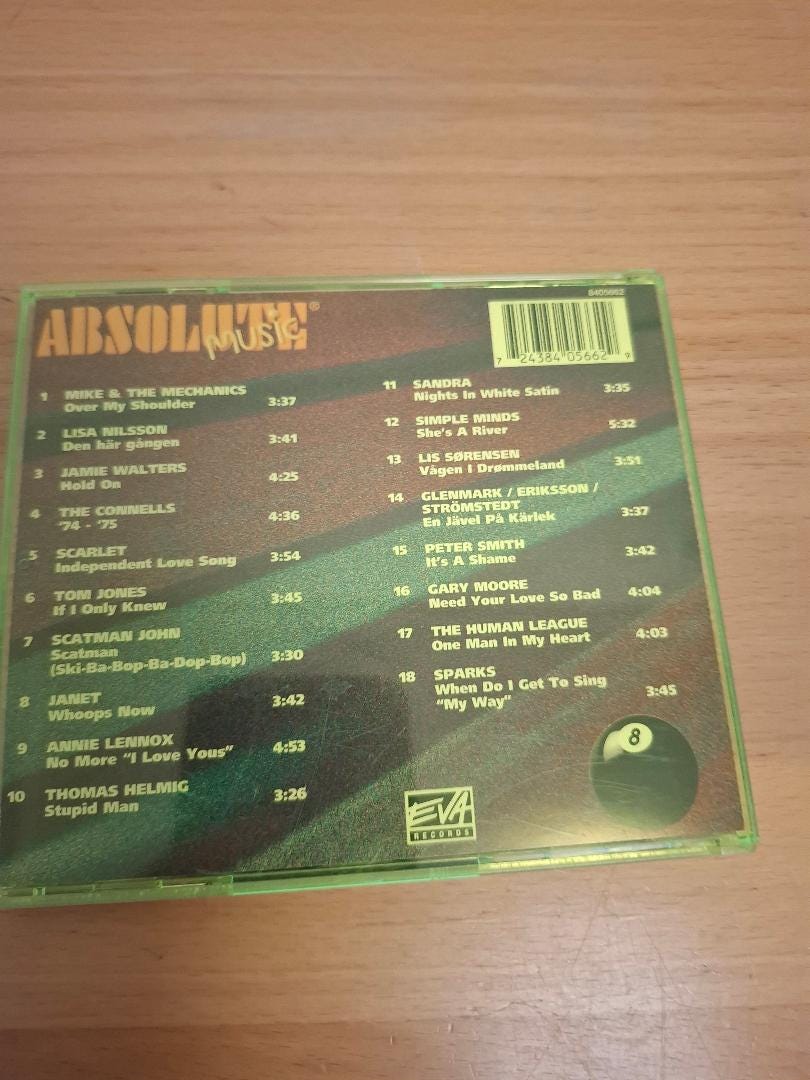 ABSOLUTE®
MUSIC
8405662
7 24384 05662 9
1 MIKE & THE MECHANICS
Over My Shoulder 3:37
2 LISA NILSSON
Den här gången 3:41
3 JAMIE WALTERS
Hold On 4:25
4 THE CONNELLS
'74 - '75 4:36
5 SCARLET
Independent Love Song 3:54
6 TOM JONES
If I Only Knew 3:45
7 SCATMAN JOHN
Scatman
(Ski-Ba-Bop-Ba-Dop-Bop) 3:30
8 JANET
Whoops Now 3:42
9 ANNIE LENNOX
No More "I Love Yous" 4:53
10 THOMAS HELMIG
Stupid Man 3:26
11 SANDRA
Nights In White Satin 3:35
12 SIMPLE MINDS
She's A River 5:32
13 LIS SØRENSEN
Vågen I Drømmeland 3:51
14 GLENMARK / ERIKSSON /
STRÖMSTEDT
En Jävel På Kärlek 3:37
15 PETER SMITH
It's A Shame 3:42
16 GARY MOORE
Need Your Love So Bad 4:04
17 THE HUMAN LEAGUE
One Man In My Heart 4:03
18 SPARKS
When Do I Get To Sing
"My Way" 3:45
8
EVA
RECORDS